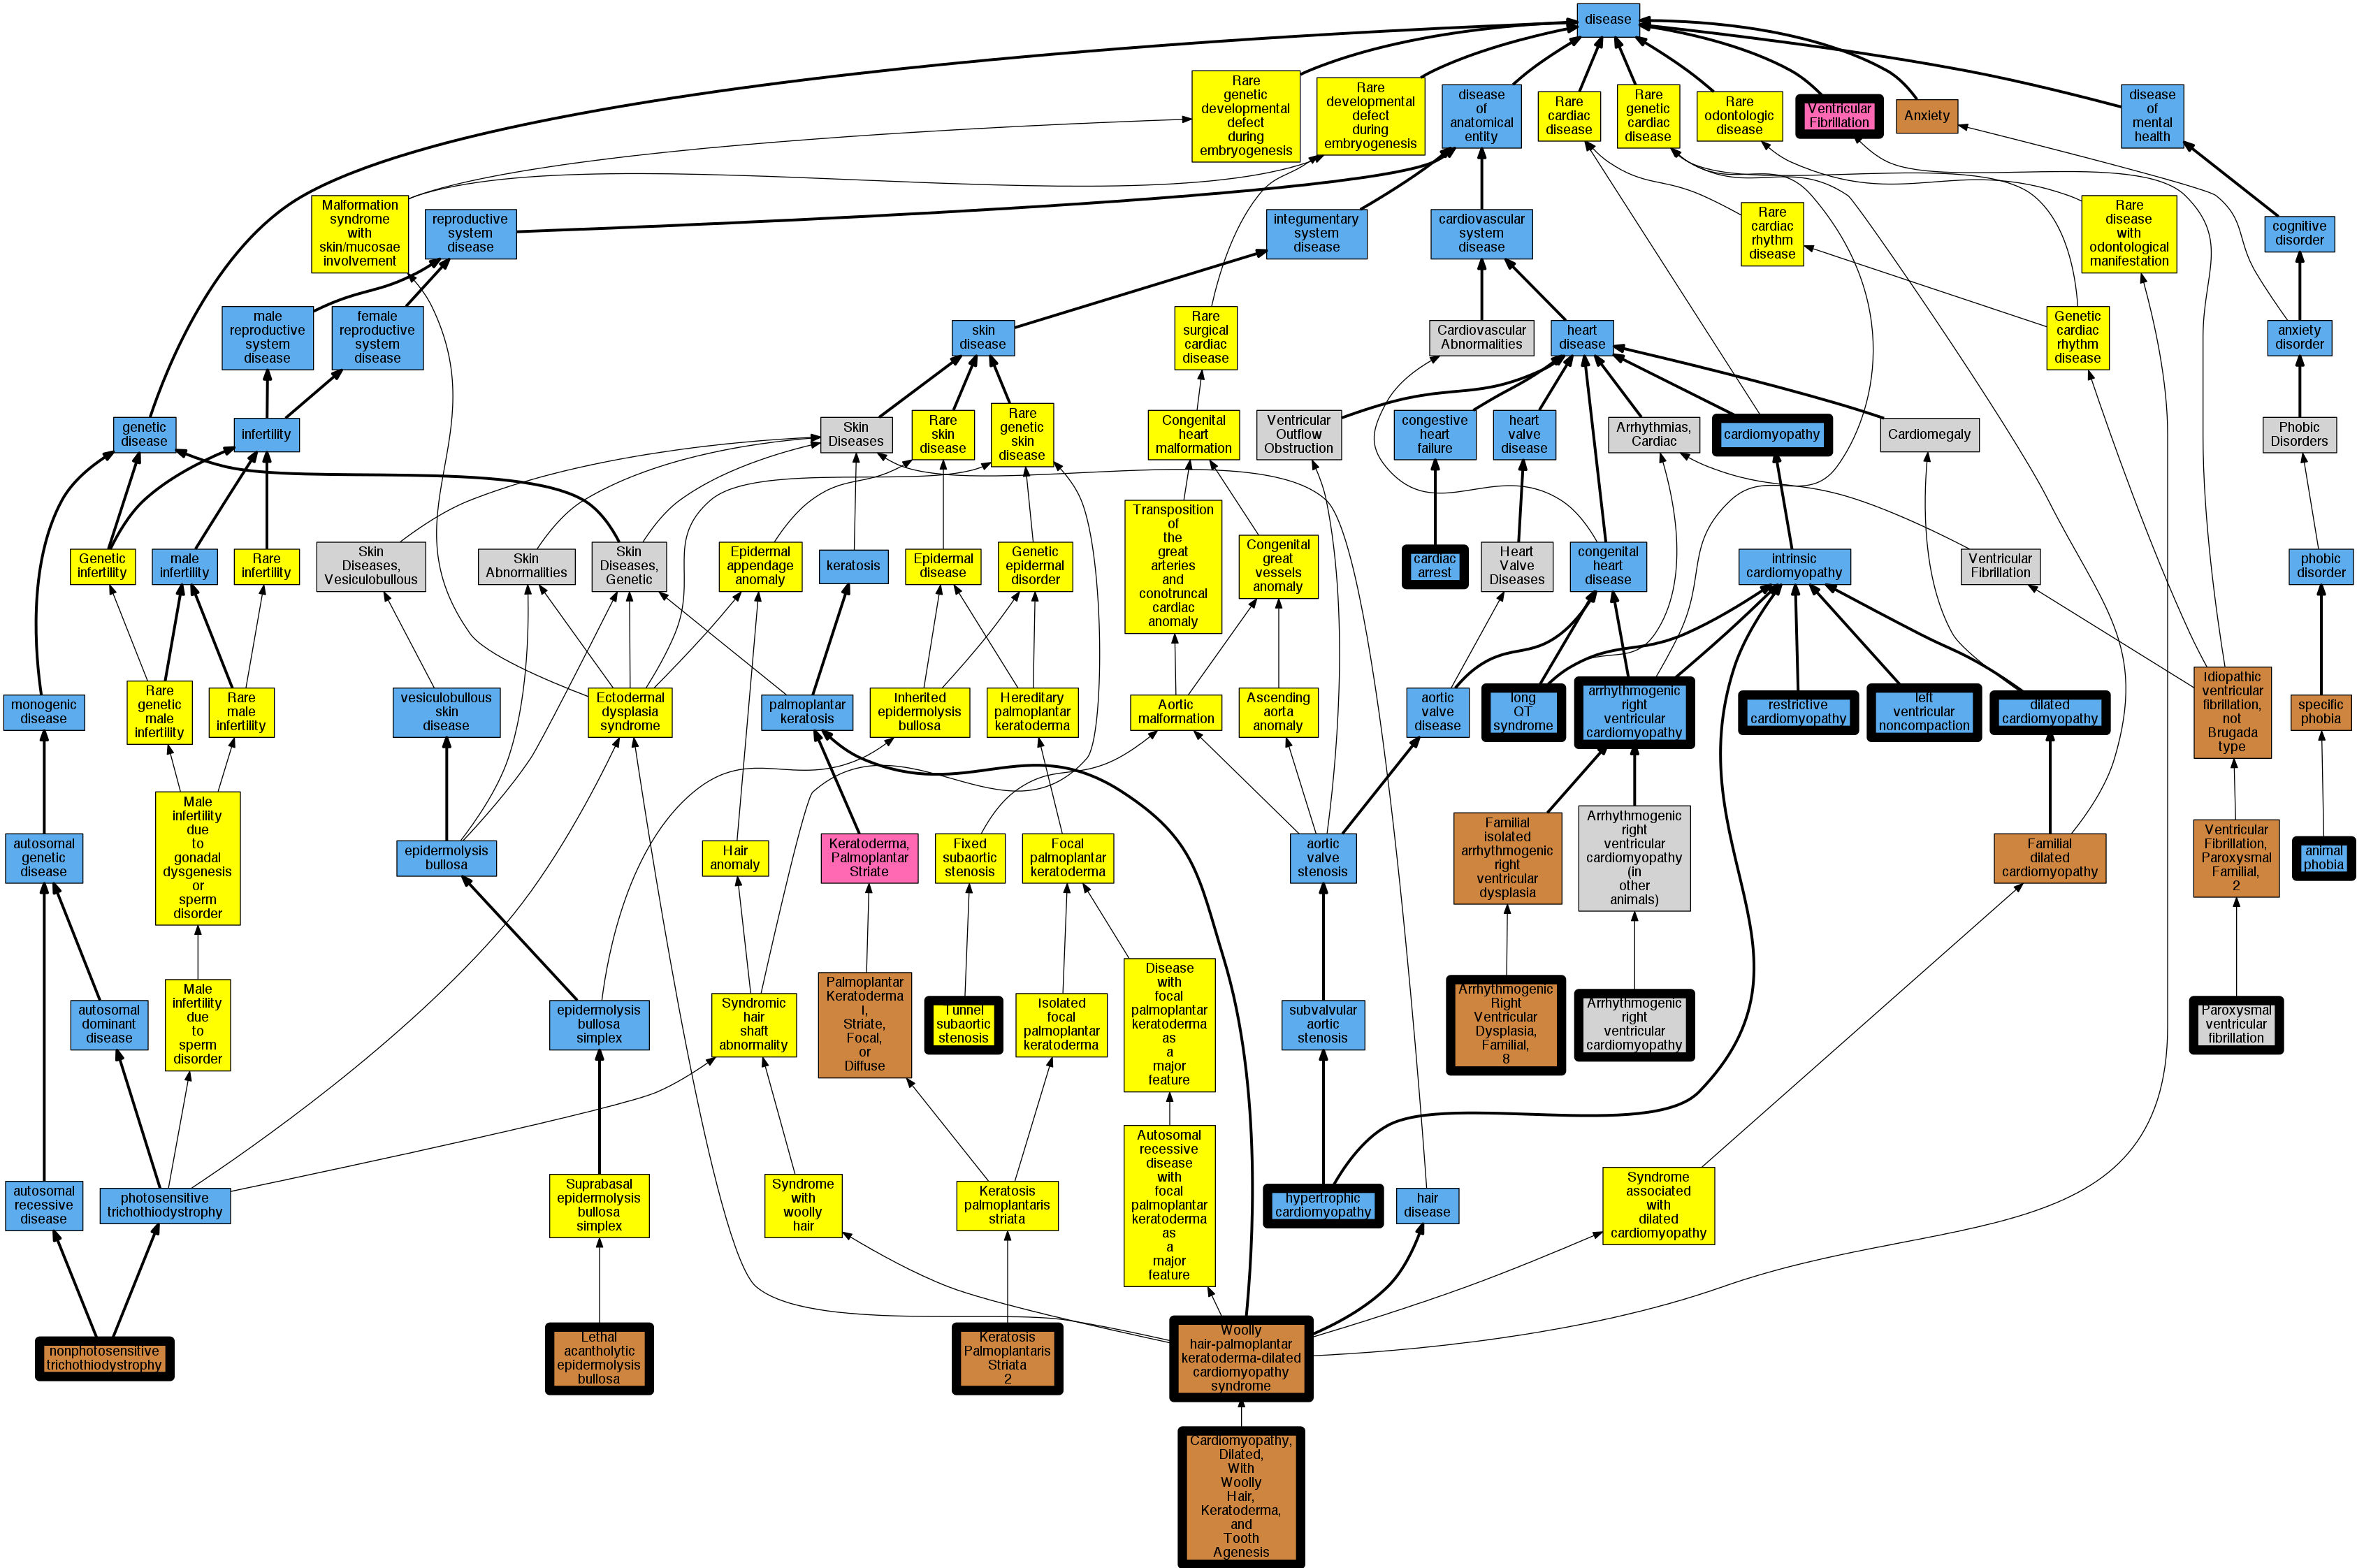 disease
Rare
genetic
developmental
defect
during
embryogenesis
Rare
developmental
defect
during
embryogenesis
disease
of
anatomical
entity
Rare
cardiac
disease
Rare
genetic
cardiac
disease
Rare
odontologic
disease
Ventricular
Fibrillation
Anxiety
disease
of
mental
health
Malformation
syndrome
with
skin/mucosae
involvement
reproductive
system
disease
integumentary
system
disease
cardiovascular
system
disease
Rare
cardiac
rhythm
disease
Rare
disease
with
odontological
manifestation
cognitive
disorder
male
reproductive
system
disease
female
reproductive
system
disease
skin
disease
Rare
surgical
cardiac
disease
Cardiovascular
Abnormalities
heart
disease
Genetic
cardiac
rhythm
disease
anxiety
disorder
genetic
disease
infertility
Skin
Diseases
Rare
skin
disease
Rare
genetic
skin
disease
Congenital
heart
malformation
Ventricular
Outflow
Obstruction
congestive
heart
failure
heart
valve
disease
Arrhythmias,
Cardiac
cardiomyopathy
Cardiomegaly
Phobic
Disorders
Genetic
infertility
male
infertility
Rare
infertility
Skin
Diseases,
Vesiculobullous
Skin
Abnormalities
Skin
Diseases,
Genetic
Epidermal
appendage
anomaly
keratosis
Epidermal
disease
Genetic
epidermal
disorder
Transposition
of
the
great
arteries
and
conotruncal
cardiac
anomaly
Congenital
great
vessels
anomaly
cardiac
arrest
Heart
Valve
Diseases
congenital
heart
disease
intrinsic
cardiomyopathy
Ventricular
Fibrillation
phobic
disorder
monogenic
disease
Rare
genetic
male
infertility
Rare
male
infertility
vesiculobullous
skin
disease
Ectodermal
dysplasia
syndrome
palmoplantar
keratosis
Inherited
epidermolysis
bullosa
Hereditary
palmoplantar
keratoderma
Aortic
malformation
Ascending
aorta
anomaly
aortic
valve
disease
long
QT
syndrome
arrhythmogenic
right
ventricular
cardiomyopathy
restrictive
cardiomyopathy
left
ventricular
noncompaction
dilated
cardiomyopathy
Idiopathic
ventricular
fibrillation,
not
Brugada
type
specific
phobia
autosomal
genetic
disease
Male
infertility
due
to
gonadal
dysgenesis
or
sperm
disorder
epidermolysis
bullosa
Hair
anomaly
Keratoderma,
Palmoplantar
Striate
Fixed
subaortic
stenosis
Focal
palmoplantar
keratoderma
aortic
valve
stenosis
Familial
isolated
arrhythmogenic
right
ventricular
dysplasia
Arrhythmogenic
right
ventricular
cardiomyopathy
(in
other
animals)
Familial
dilated
cardiomyopathy
Ventricular
Fibrillation,
Paroxysmal
Familial,
2
animal
phobia
autosomal
dominant
disease
Male
infertility
due
to
sperm
disorder
epidermolysis
bullosa
simplex
Syndromic
hair
shaft
abnormality
Palmoplantar
Keratoderma
I,
Striate,
Focal,
or
Diffuse
Tunnel
subaortic
stenosis
Isolated
focal
palmoplantar
keratoderma
Disease
with
focal
palmoplantar
keratoderma
as
a
major
feature
subvalvular
aortic
stenosis
Arrhythmogenic
Right
Ventricular
Dysplasia,
Familial,
8
Arrhythmogenic
right
ventricular
cardiomyopathy
Paroxysmal
ventricular
fibrillation
autosomal
recessive
disease
photosensitive
trichothiodystrophy
Suprabasal
epidermolysis
bullosa
simplex
Syndrome
with
woolly
hair
Keratosis
palmoplantaris
striata
Autosomal
recessive
disease
with
focal
palmoplantar
keratoderma
as
a
major
feature
hypertrophic
cardiomyopathy
hair
disease
Syndrome
associated
with
dilated
cardiomyopathy
nonphotosensitive
trichothiodystrophy
Lethal
acantholytic
epidermolysis
bullosa
Keratosis
Palmoplantaris
Striata
2
Woolly
hair-palmoplantar
keratoderma-dilated
cardiomyopathy
syndrome
Cardiomyopathy,
Dilated,
With
Woolly
Hair,
Keratoderma,
and
Tooth
Agenesis